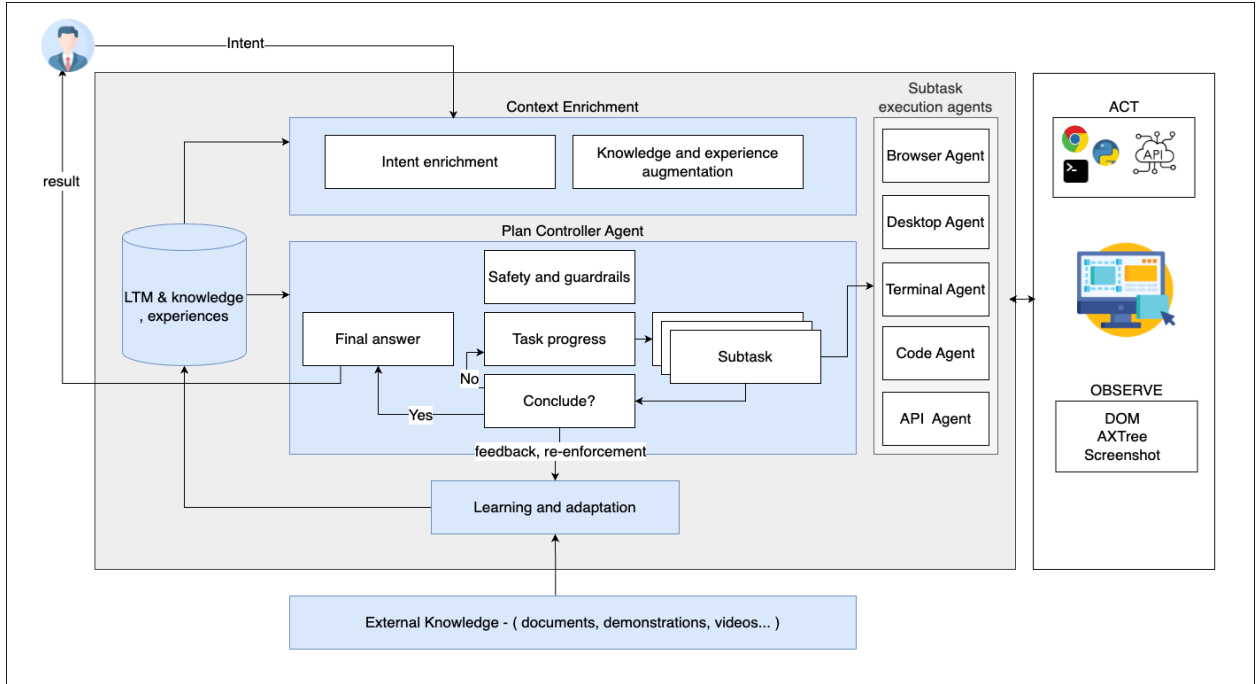 Intent
Subtask
execution agents
Context Enrichment
Intent enrichment
Knowledge and experience
augmentation
result
LTM & knowledge
, experiences
Plan Controller Agent
Safety and guardrails
Final answer
Task progress
Subtask
No
Conclude?
Yes
feedback, re-enforcement
Learning and adaptation
External Knowledge - ( documents, demonstrations, videos... )
Browser Agent
Desktop Agent
Terminal Agent
Code Agent
API  Agent
ACT
>_
API
OBSERVE
DOM
AXTree
Screenshot